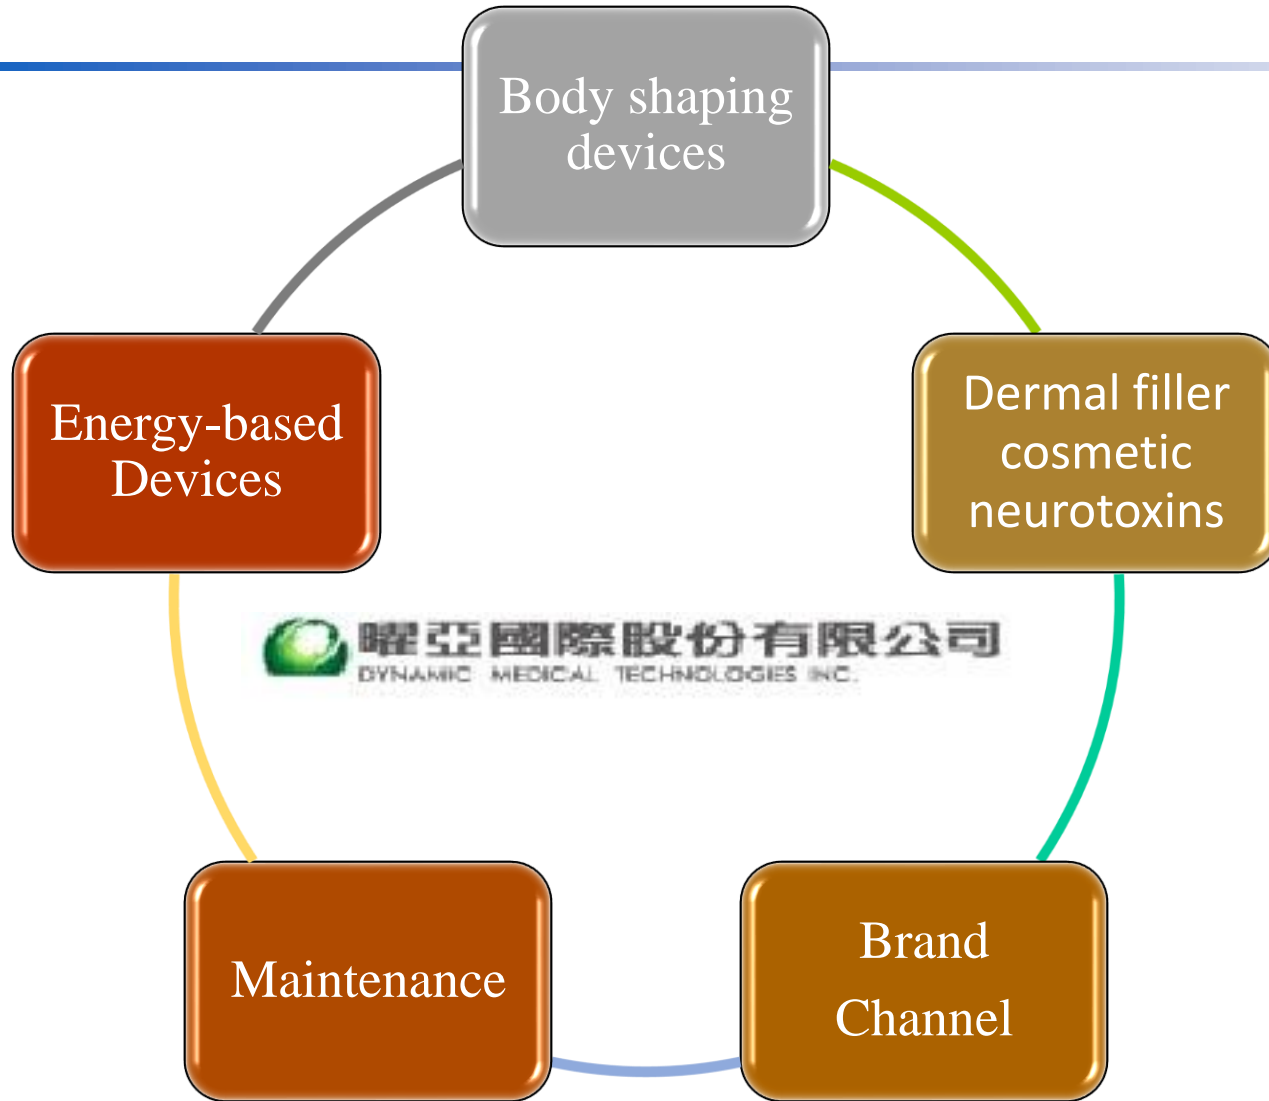 Body shaping
devices
Energy-based
Devices
Dermal filler
cosmetic
neurotoxins
曜亞國際股份有限公司
DYNAMIC MEDICAL TECHNOLOGIES INC.
Maintenance
Brand
Channel